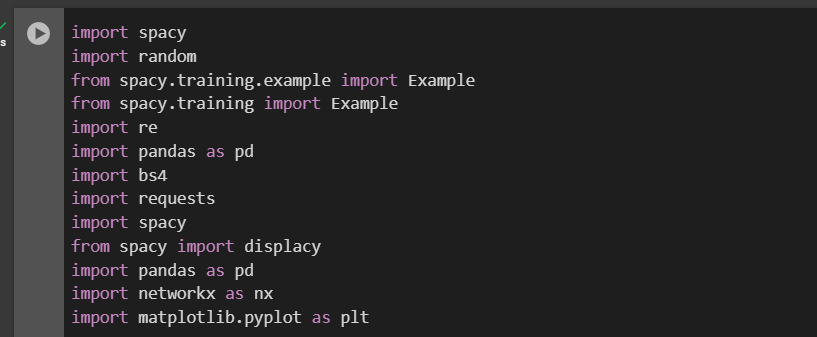 s
import spacy
import random
from spacy.training.example import Example
from spacy.training import Example
import re
import pandas as pd
import bs4
import requests
import spacy
from spacy import displacy
import pandas as pd
import networkx as nx
import matplotlib.pyplot as plt